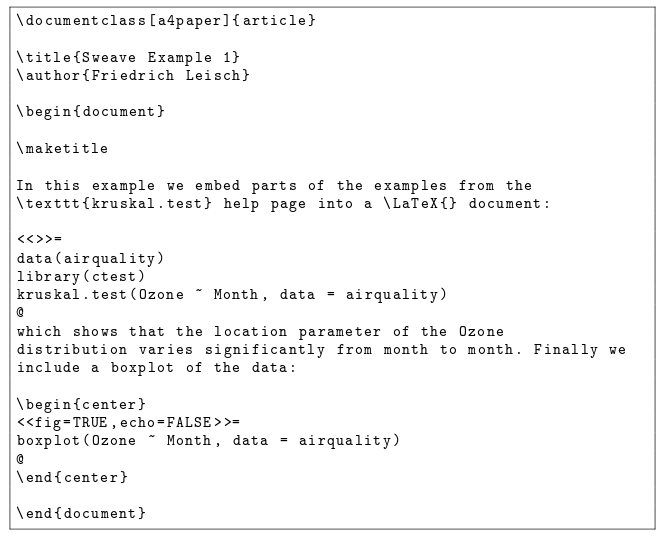 \documentclass[a4paper]{article}
\title{Sweave Example 1}
\author{Friedrich Leisch}
\begin{document}
\maketitle
In this example we embed parts of the examples from the
\texttt{kruskal.test} help page into a \LaTeX{} document:
<<>>=
data(airquality)
library(ctest)
kruskal.test(Ozone ~ Month, data = airquality)
@
which shows that the location parameter of the Ozone
distribution varies significantly from month to month. Finally we
include a boxplot of the data:
\begin{center}
<<fig=TRUE,echo=FALSE>>=
boxplot(Ozone ~ Month, data = airquality)
@
\end{center}
\end{document}